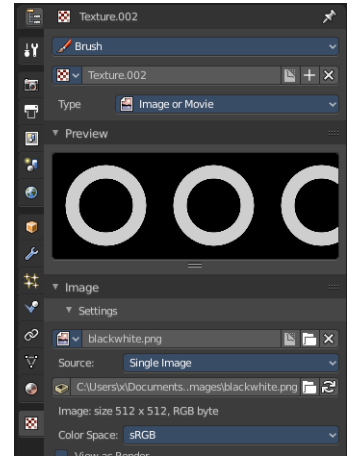 Texture.002
Brush
Texture.002
Type Image or Movie
Preview
Image
Settings
blackwhite.png
Source: Single Image
C:\Users\x\Documents..mages\blackwhite.png
Image: size 512 x 512, RGB byte
Color Space: sRGB
View as Render